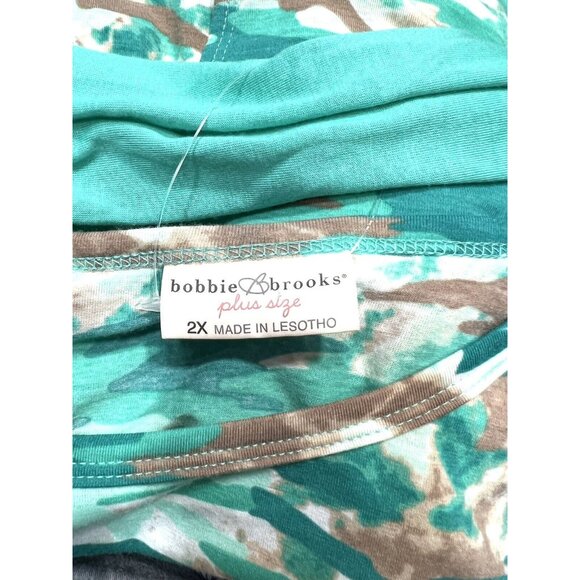 bobbie brooks®
plus size
2X MADE IN LESOTHO